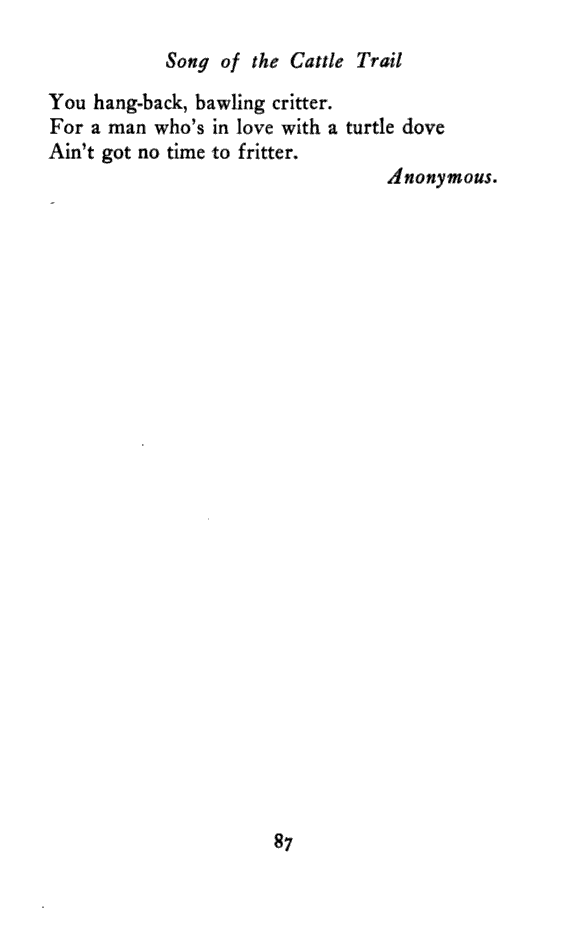 Song of the Cattle Trail
You hang-back, bawling critter.
For a man who's in love with a turtle dove
Ain't got no time to fritter.
Anonymous.
87